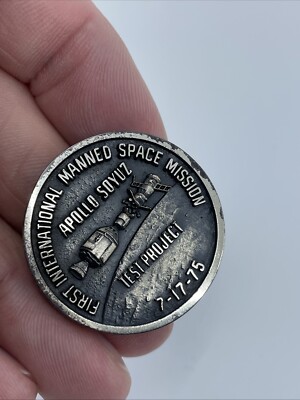 FIRST INTERNATIONAL MANNED SPACE MISSION
APOLLO SOYUZ
TEST PROJECT
7-17-75